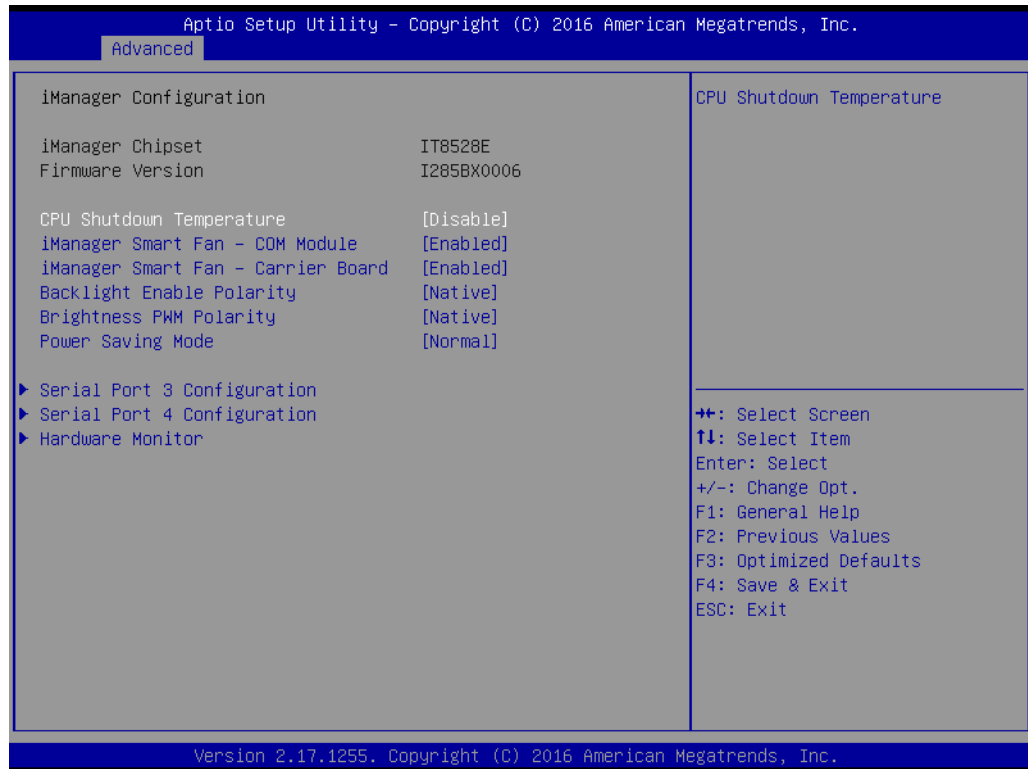 Aptio Setup Utility – Copyright (C) 2016 American Megatrends, Inc.
Advanced
iManager Configuration
iManager Chipset IT8528E
Firmware Version I285BX0006
CPU Shutdown Temperature [Disable]
iManager Smart Fan – COM Module [Enabled]
iManager Smart Fan – Carrier Board [Enabled]
Backlight Enable Polarity [Native]
Brightness PWM Polarity [Native]
Power Saving Mode [Normal]
Serial Port 3 Configuration
Serial Port 4 Configuration
Hardware Monitor
CPU Shutdown Temperature
→←: Select Screen
↑↓: Select Item
Enter: Select
+/-: Change Opt.
F1: General Help
F2: Previous Values
F3: Optimized Defaults
F4: Save & Exit
ESC: Exit
Version 2.17.1255. Copyright (C) 2016 American Megatrends, Inc.